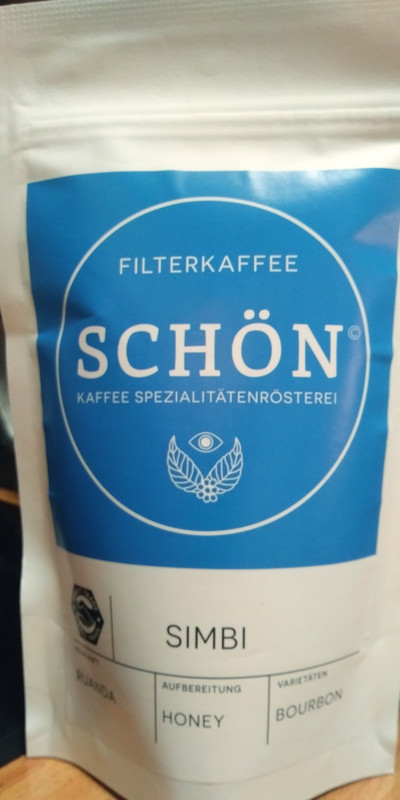 FILTERKAFFEE
SCHÖN©
KAFFEE SPEZIALITÄTENRÖSTEREI
SIMBI
RUANDA
AUFBEREITUNG
HONEY
VARIETÄTEN
BOURBON